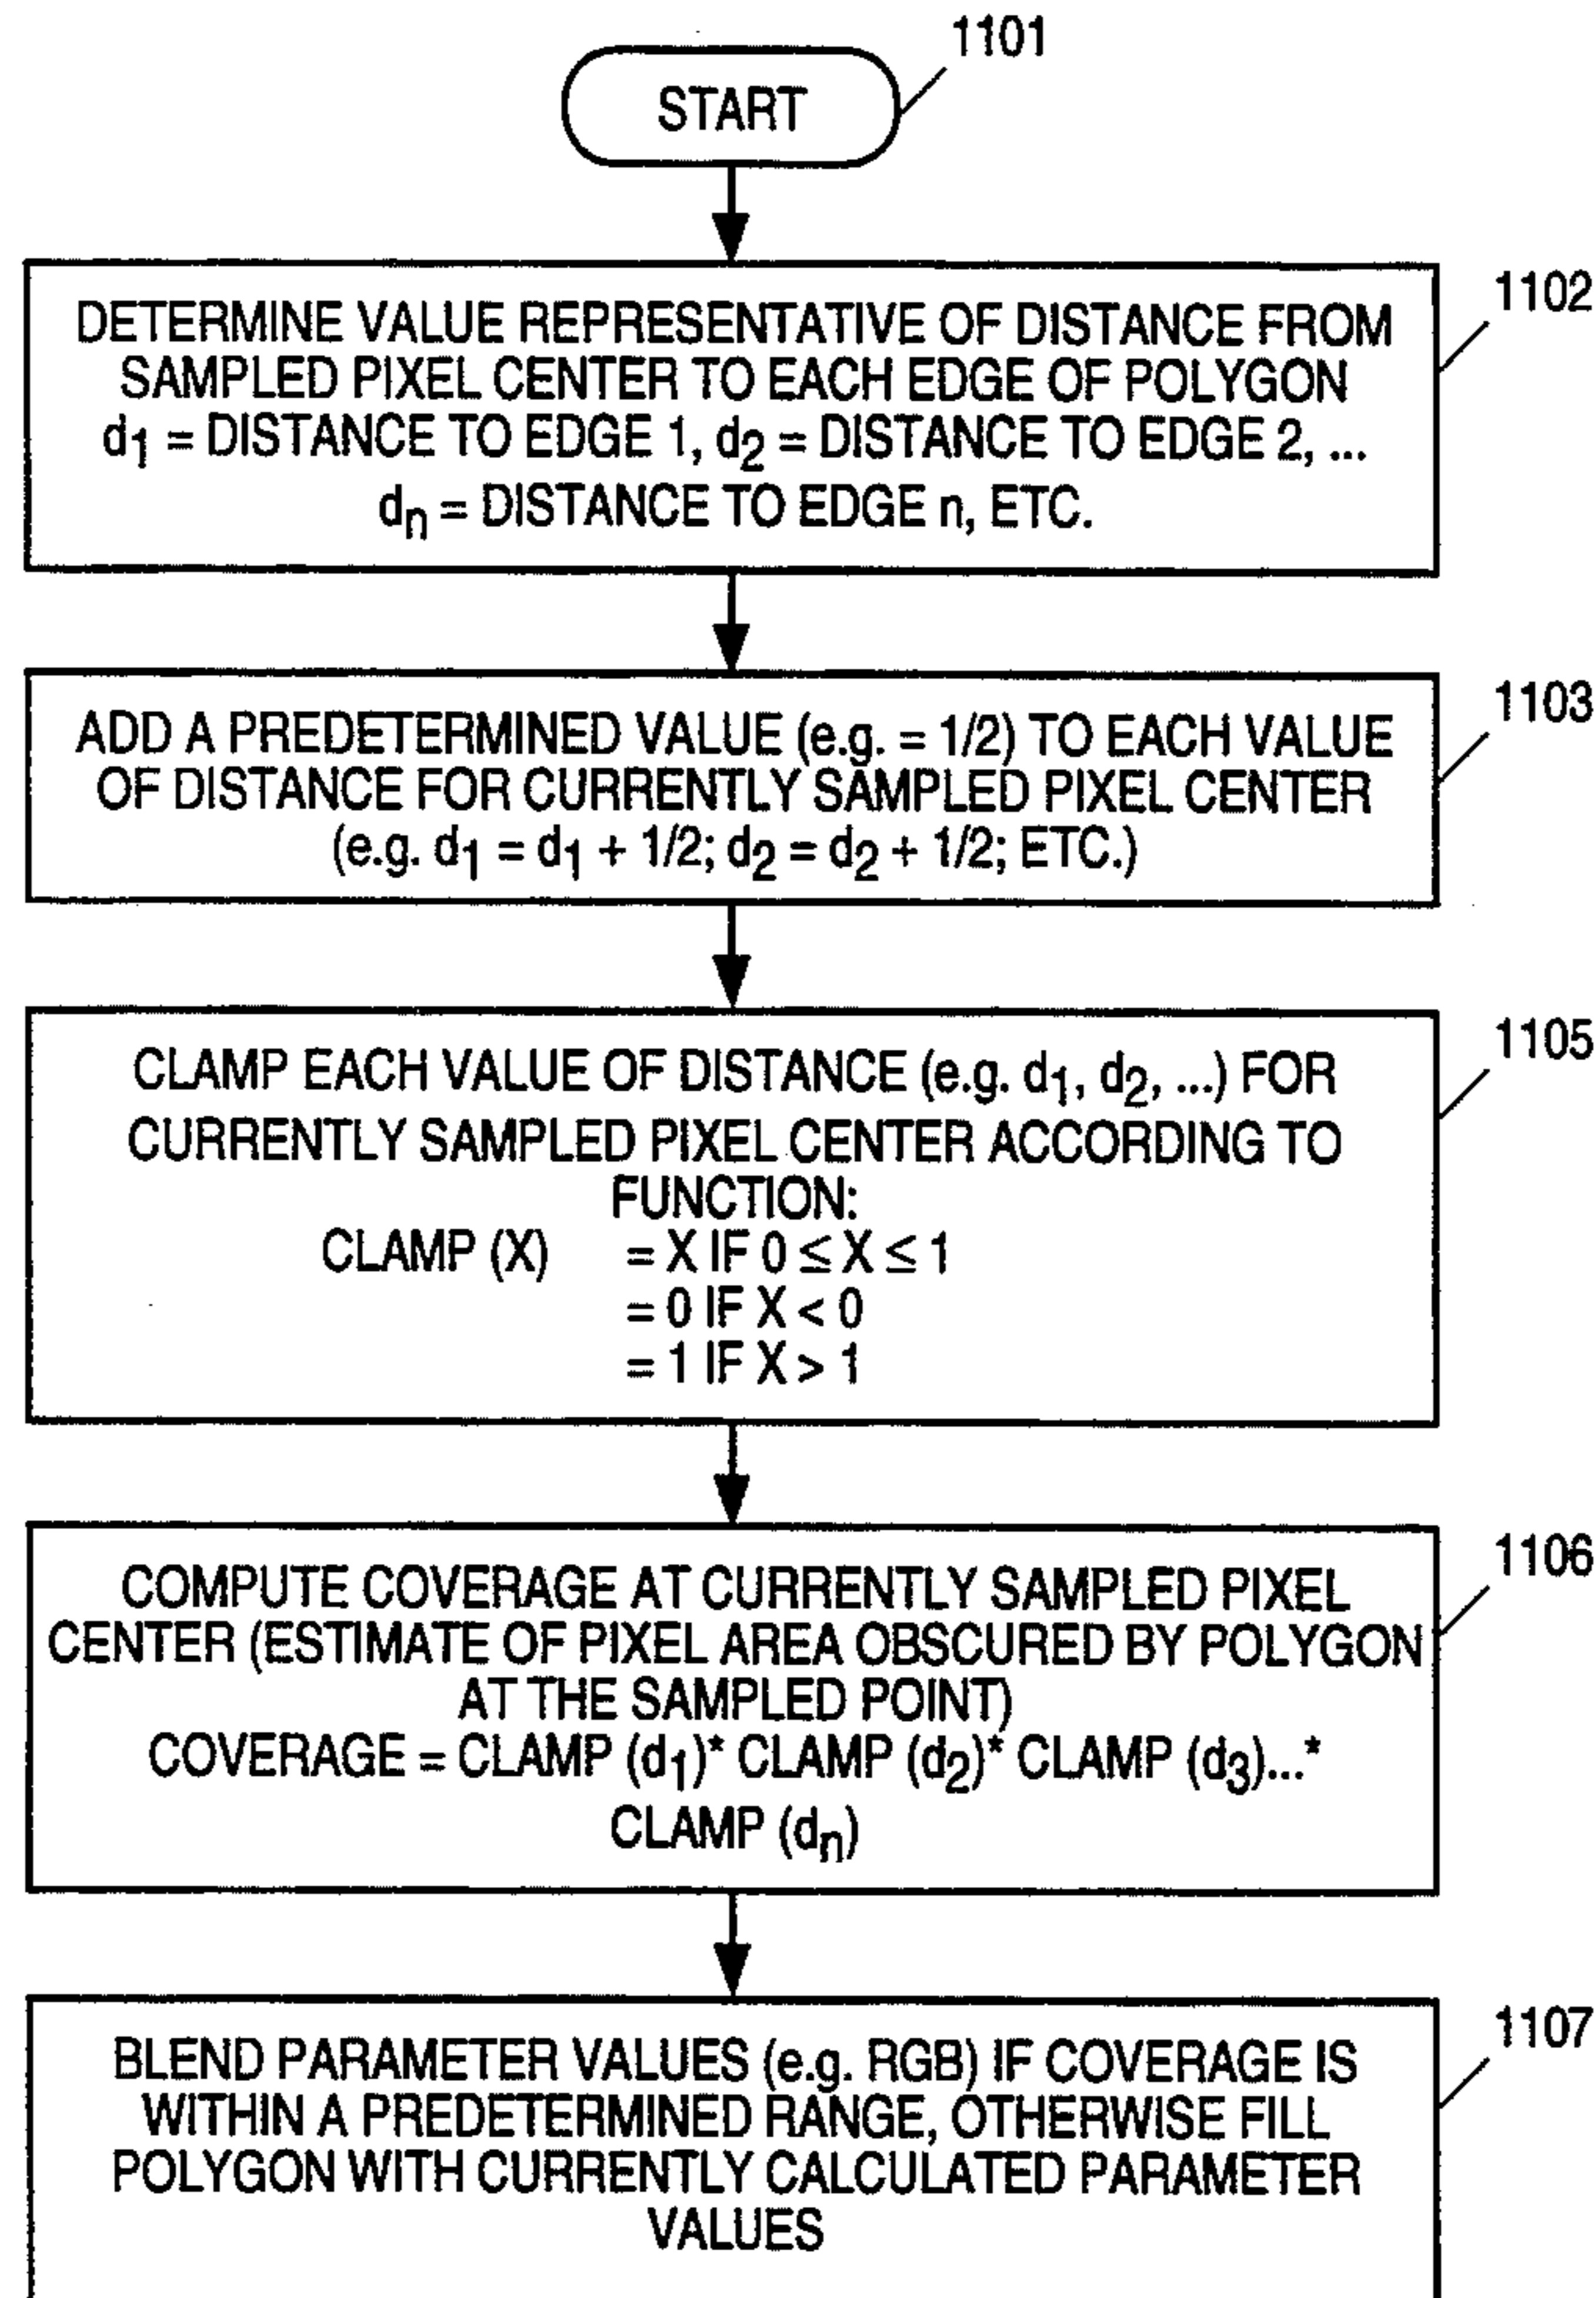 1101
START
1102
DETERMINE VALUE REPRESENTATIVE OF DISTANCE FROM
SAMPLED PIXEL CENTER TO EACH EDGE OF POLYGON
d1 = DISTANCE TO EDGE 1, d2 = DISTANCE TO EDGE 2, ...
dn = DISTANCE TO EDGE n, ETC.
1103
ADD A PREDETERMINED VALUE (e.g. = 1/2) TO EACH VALUE
OF DISTANCE FOR CURRENTLY SAMPLED PIXEL CENTER
(e.g. d1 = d1 + 1/2; d2 = d2 + 1/2; ETC.)
1105
CLAMP EACH VALUE OF DISTANCE (e.g. d1, d2, ...) FOR
CURRENTLY SAMPLED PIXEL CENTER ACCORDING TO
FUNCTION:
CLAMP (X) = X IF 0 ≤ X ≤ 1
= 0 IF X < 0
= 1 IF X > 1
1106
COMPUTE COVERAGE AT CURRENTLY SAMPLED PIXEL
CENTER (ESTIMATE OF PIXEL AREA OBSCURED BY POLYGON
AT THE SAMPLED POINT)
COVERAGE = CLAMP (d1)* CLAMP (d2)* CLAMP (d3)...*
CLAMP (dn)
1107
BLEND PARAMETER VALUES (e.g. RGB) IF COVERAGE IS
WITHIN A PREDETERMINED RANGE, OTHERWISE FILL
POLYGON WITH CURRENTLY CALCULATED PARAMETER
VALUES